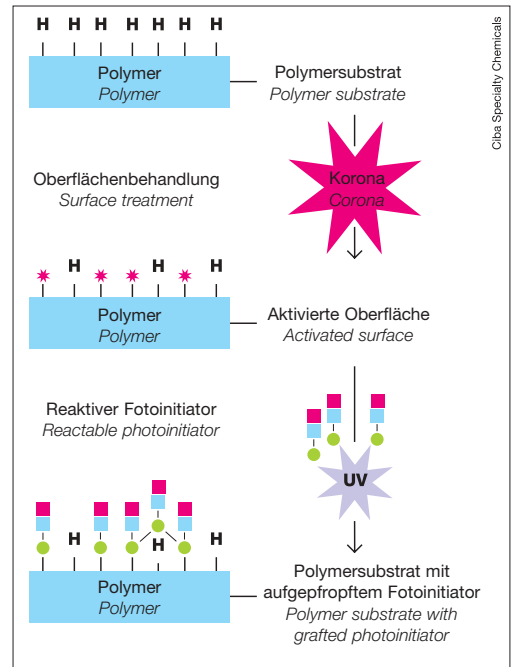 H H H H H H H
Polymer
Polymer
Polymersubstrat
Polymer substrate
Ciba Specialty Chemicals
Oberflächenbehandlung
Surface treatment
Korona
Corona
H H H
Polymer
Polymer
Aktivierte Oberfläche
Activated surface
Reaktiver Fotoinitiator
Reactable photoinitiator
UV
H H H
Polymer
Polymer
Polymersubstrat mit
aufgepfropftem Fotoinitiator
Polymer substrate with
grafted photoinitiator